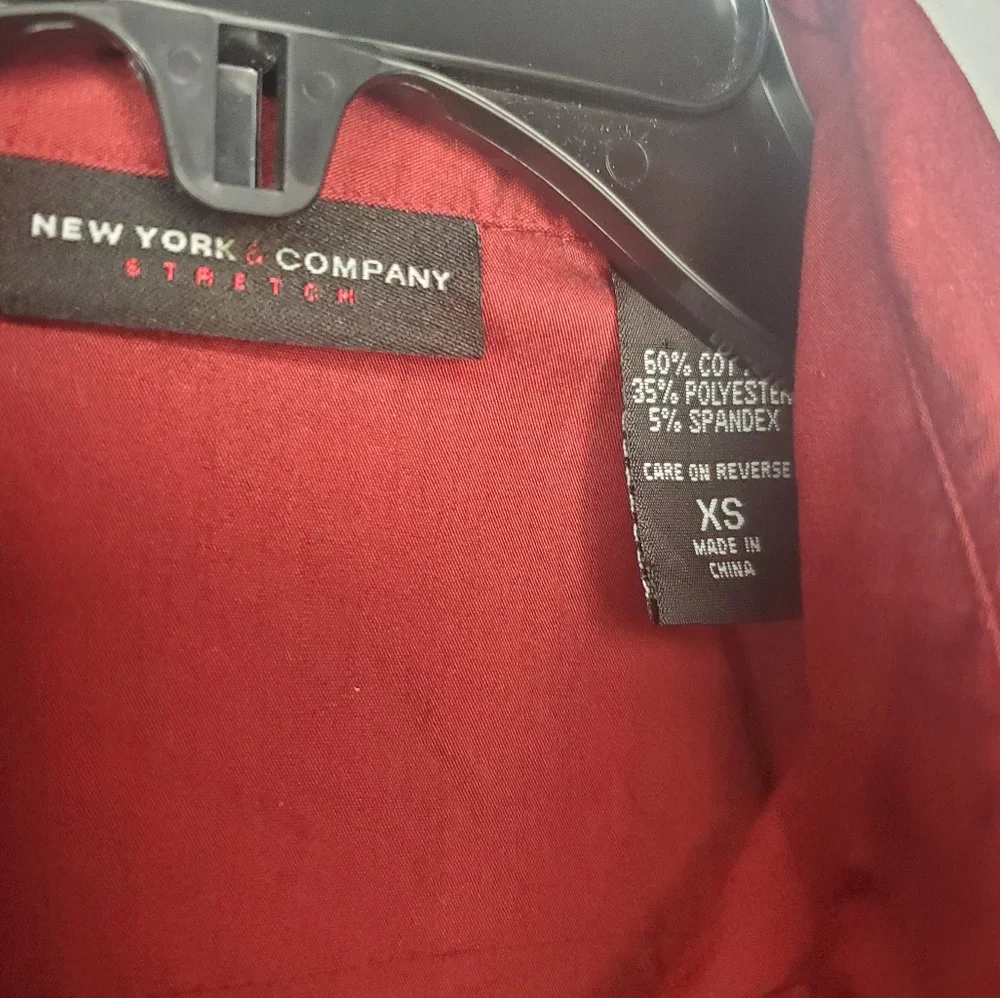 NEW YORK & COMPANY
STRETCH
60%
35% POLYESTER
5% SPANDEX
CARE ON REVERSE
XS
MADE IN
CHINA